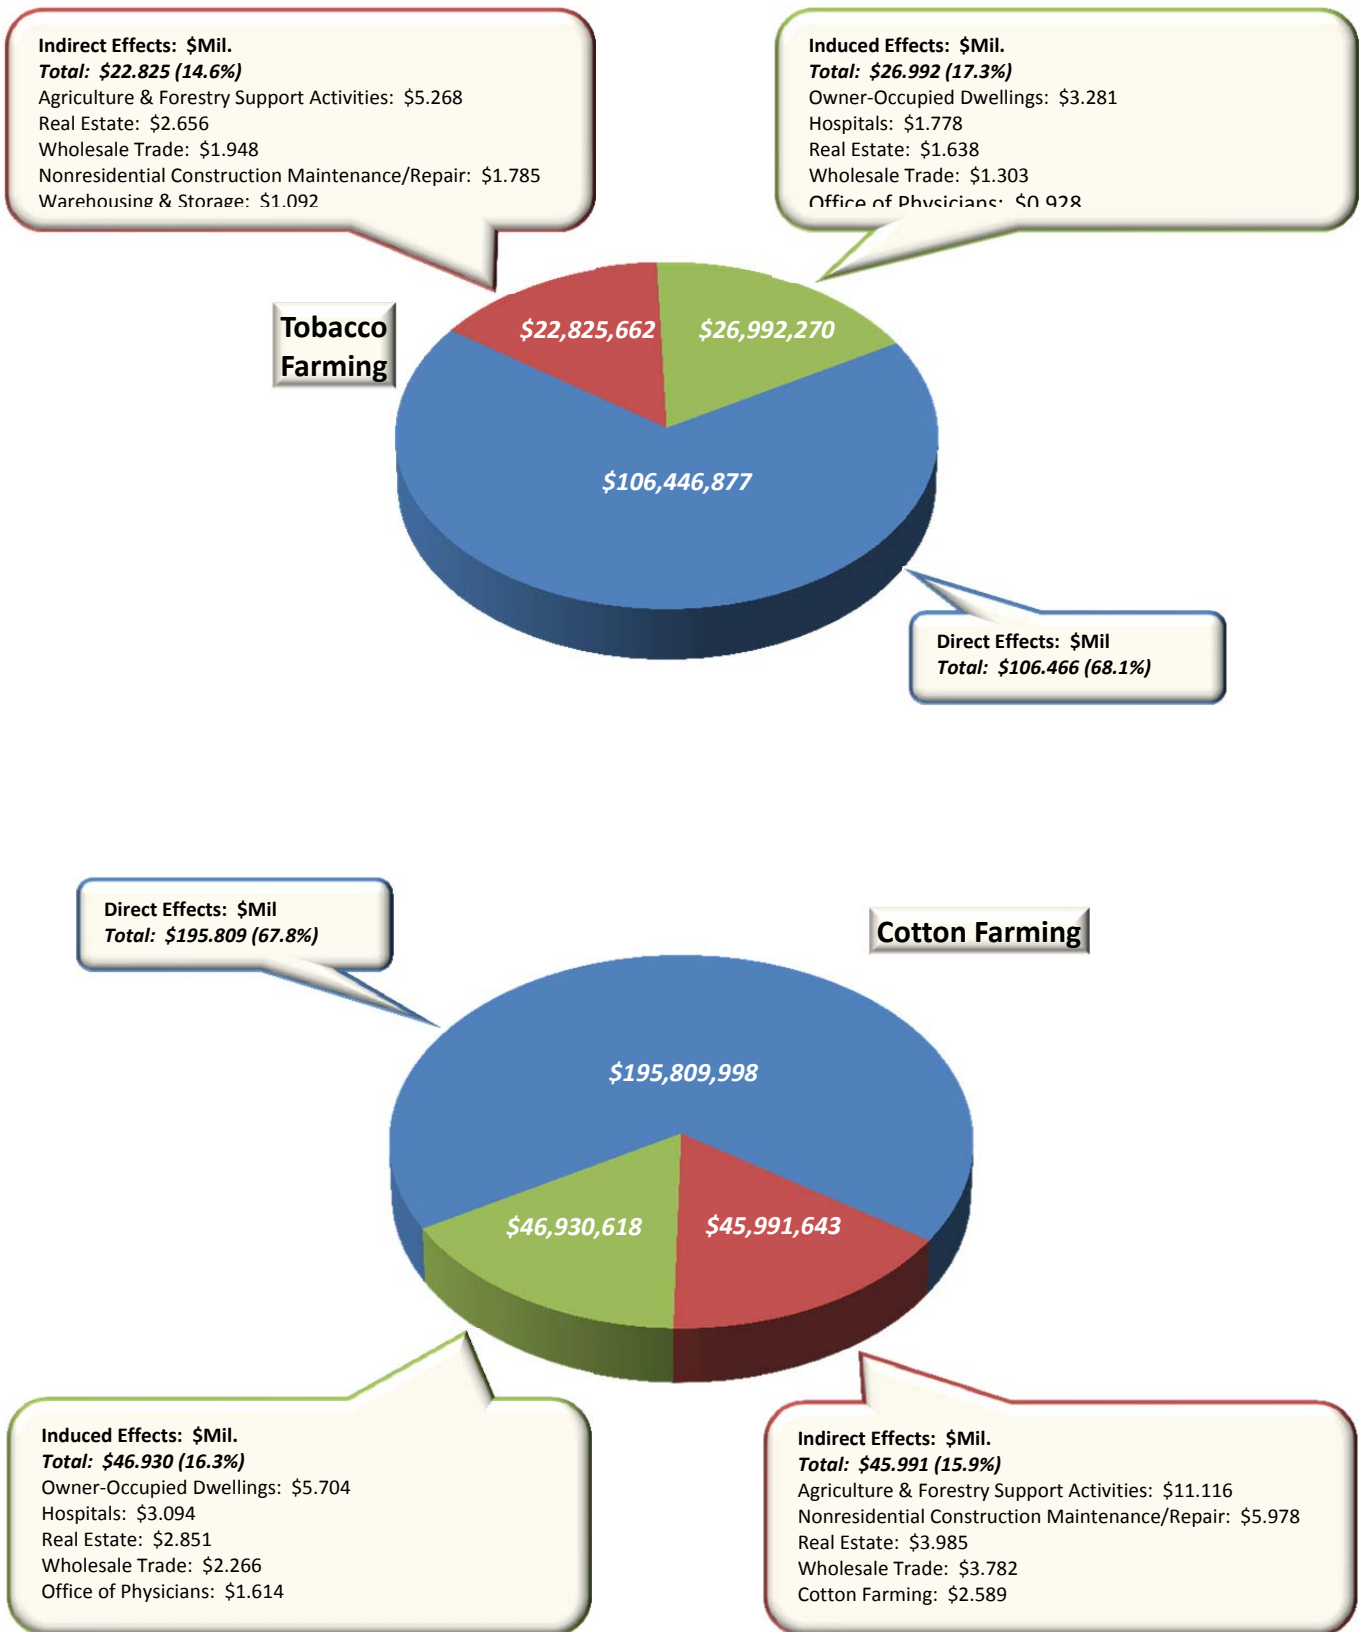 Indirect Effects: $Mil.
Total: $22.825 (14.6%)
Agriculture & Forestry Support Activities: $5.268
Real Estate: $2.656
Wholesale Trade: $1.948
Nonresidential Construction Maintenance/Repair: $1.785
Warehousing & Storage: $1.092
Induced Effects: $Mil.
Total: $26.992 (17.3%)
Owner-Occupied Dwellings: $3.281
Hospitals: $1.778
Real Estate: $1.638
Wholesale Trade: $1.303
Office of Physicians: $0.928
Tobacco
Farming
$22,825,662
$26,992,270
$106,446,877
Direct Effects: $Mil
Total: $106.466 (68.1%)
Direct Effects: $Mil
Total: $195.809 (67.8%)
Cotton Farming
$195,809,998
$46,930,618
$45,991,643
Induced Effects: $Mil.
Total: $46.930 (16.3%)
Owner-Occupied Dwellings: $5.704
Hospitals: $3.094
Real Estate: $2.851
Wholesale Trade: $2.266
Office of Physicians: $1.614
Indirect Effects: $Mil.
Total: $45.991 (15.9%)
Agriculture & Forestry Support Activities: $11.116
Nonresidential Construction Maintenance/Repair: $5.978
Real Estate: $3.985
Wholesale Trade: $3.782
Cotton Farming: $2.589